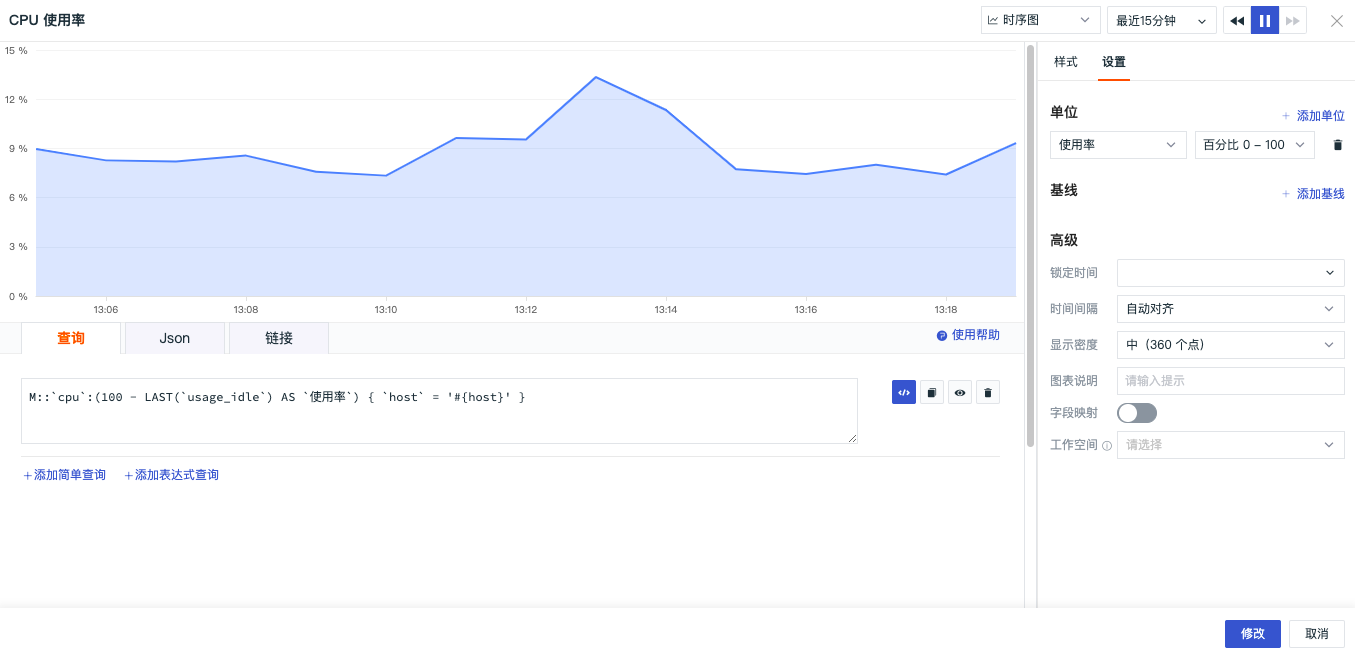 CPU 使用率
时序图
最近15分钟
15 %
12 %
9 %
6 %
3 %
0 %
13:06
13:08
13:10
13:12
13:14
13:16
13:18
查询
Json
链接
使用帮助
M::`cpu`:(100 - LAST(`usage_idle`) AS `使用率`) { `host` = '#{host}' }
</>
+添加简单查询
+添加表达式查询
样式
设置
单位
+ 添加单位
使用率
百分比 0 – 100
基线
+ 添加基线
高级
锁定时间
时间间隔
自动对齐
显示密度
中（360 个点）
图表说明
请输入提示
字段映射
工作空间
请选择
修改
取消